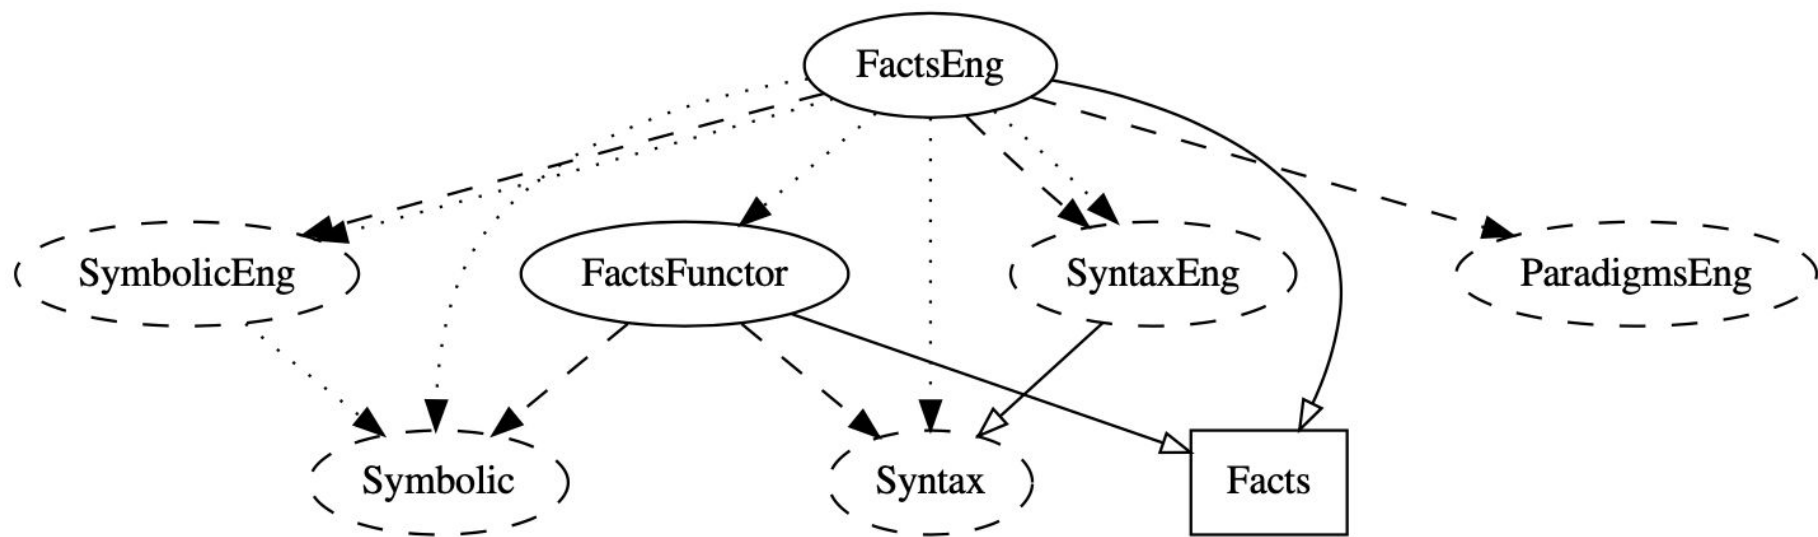 FactsEng
SymbolicEng
FactsFunctor
SyntaxEng
ParadigmsEng
Symbolic
Syntax
Facts